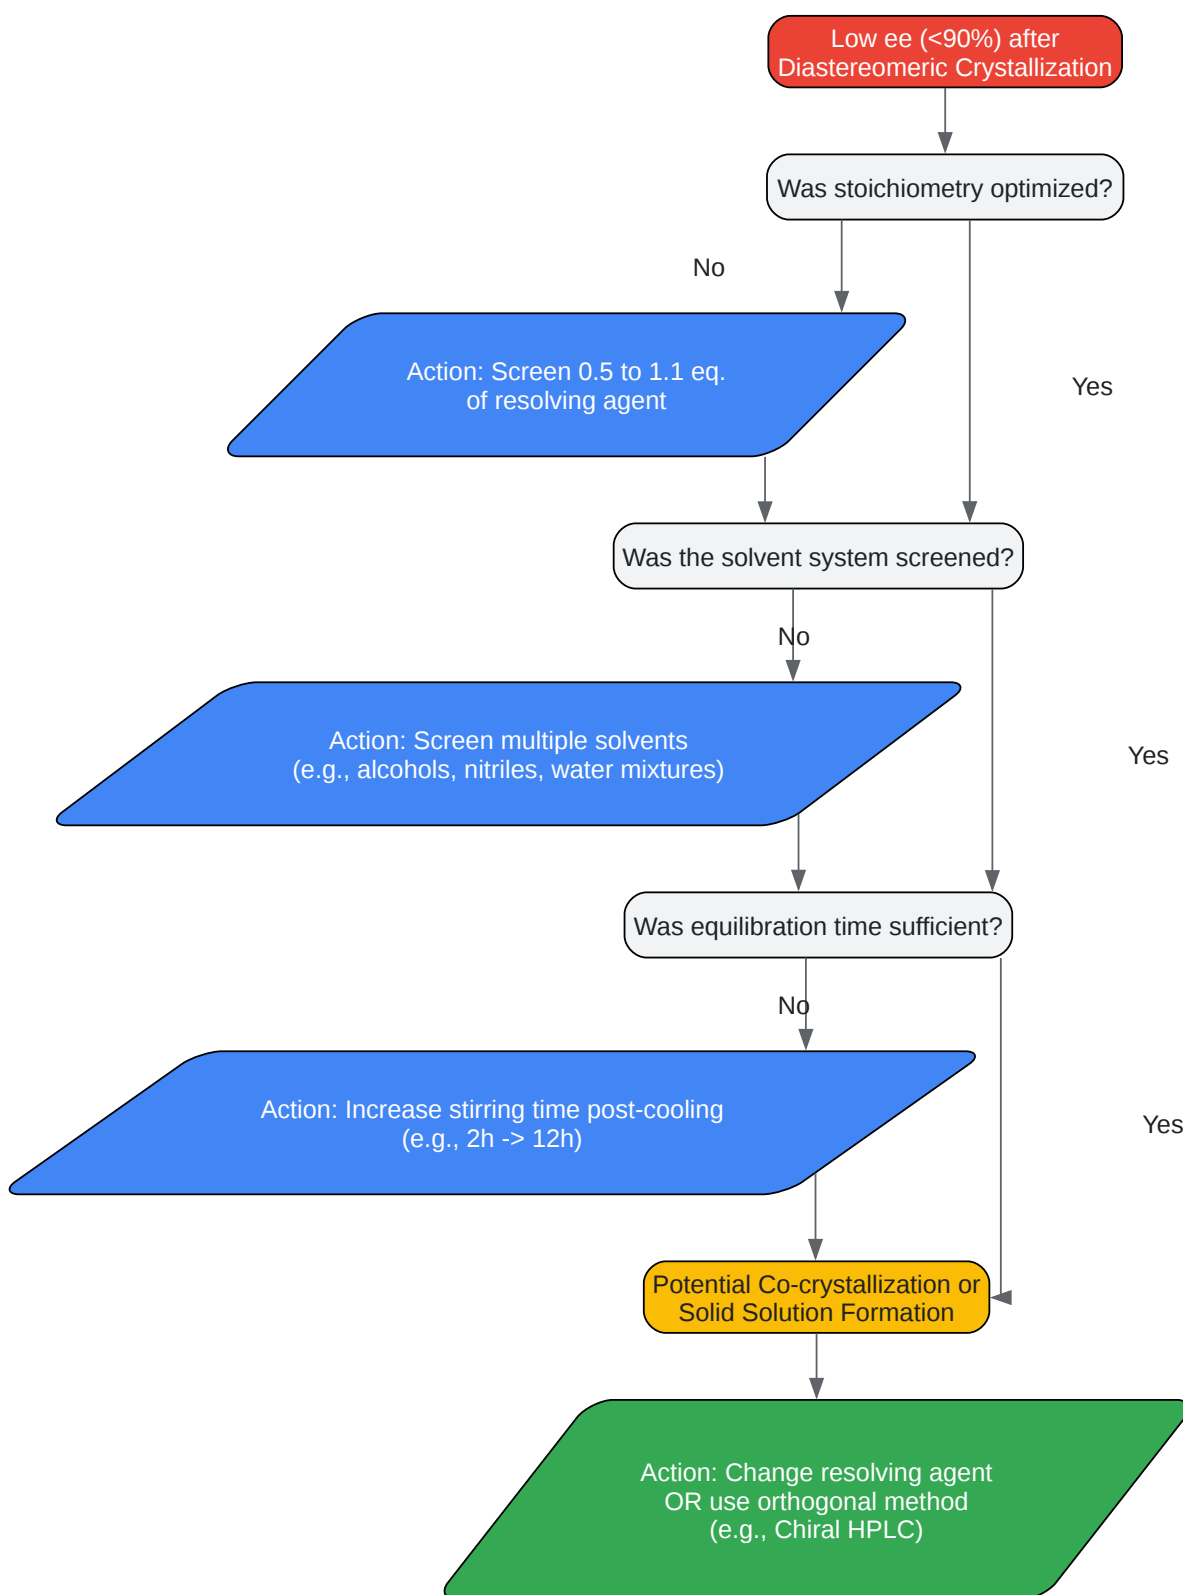 Low ee (<90%) after
Diastereomeric Crystallization
Was stoichiometry optimized?
No
Action: Screen 0.5 to 1.1 eq.
of resolving agent
Yes
Was the solvent system screened?
No
Action: Screen multiple solvents
(e.g., alcohols, nitriles, water mixtures)
Yes
Was equilibration time sufficient?
No
Action: Increase stirring time post-cooling
(e.g., 2h -> 12h)
Yes
Potential Co-crystallization or
Solid Solution Formation
Action: Change resolving agent
OR use orthogonal method
(e.g., Chiral HPLC)